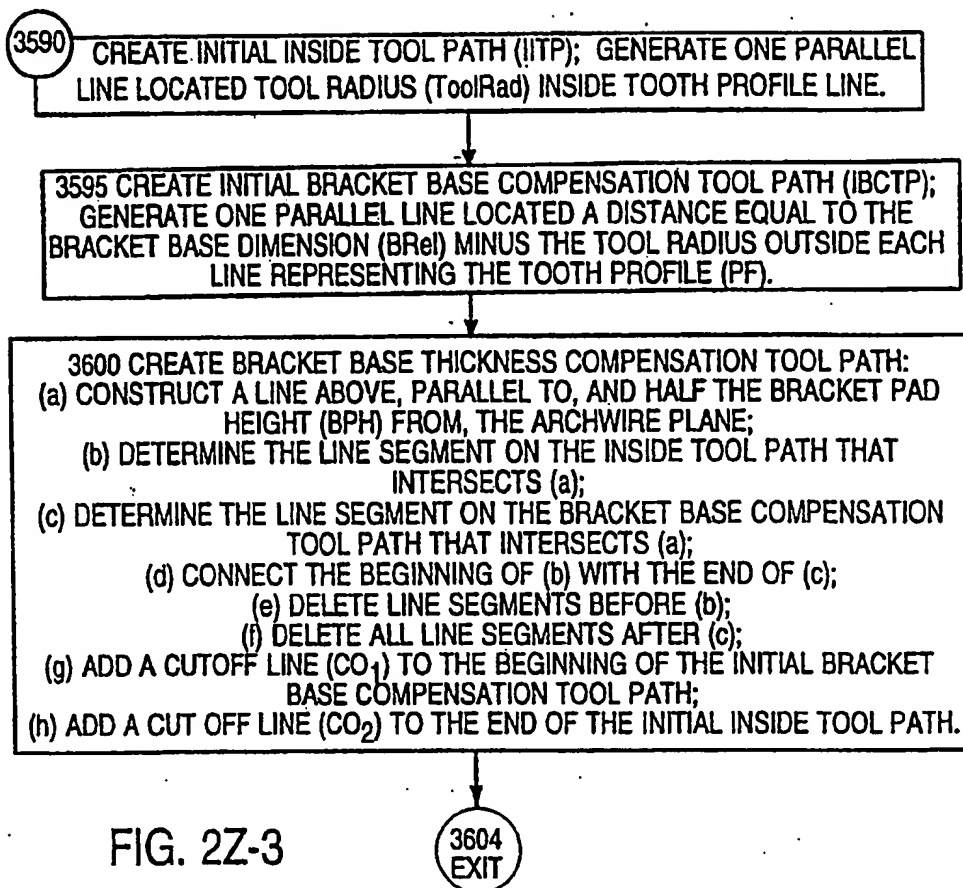 3590 CREATE INITIAL INSIDE TOOL PATH (IITP); GENERATE ONE PARALLEL
LINE LOCATED TOOL RADIUS (ToolRad) INSIDE TOOTH PROFILE LINE.
3595 CREATE INITIAL BRACKET BASE COMPENSATION TOOL PATH (IBCTP);
GENERATE ONE PARALLEL LINE LOCATED A DISTANCE EQUAL TO THE
BRACKET BASE DIMENSION (BRel) MINUS THE TOOL RADIUS OUTSIDE EACH
LINE REPRESENTING THE TOOTH PROFILE (PF).
3600 CREATE BRACKET BASE THICKNESS COMPENSATION TOOL PATH:
(a) CONSTRUCT A LINE ABOVE, PARALLEL TO, AND HALF THE BRACKET PAD
HEIGHT (BPH) FROM, THE ARCHWIRE PLANE;
(b) DETERMINE THE LINE SEGMENT ON THE INSIDE TOOL PATH THAT
INTERSECTS (a);
(c) DETERMINE THE LINE SEGMENT ON THE BRACKET BASE COMPENSATION
TOOL PATH THAT INTERSECTS (a);
(d) CONNECT THE BEGINNING OF (b) WITH THE END OF (c);
(e) DELETE LINE SEGMENTS BEFORE (b);
(f) DELETE ALL LINE SEGMENTS AFTER (c);
(g) ADD A CUTOFF LINE (CO1) TO THE BEGINNING OF THE INITIAL BRACKET
BASE COMPENSATION TOOL PATH;
(h) ADD A CUT OFF LINE (CO2) TO THE END OF THE INITIAL INSIDE TOOL PATH.
3604
EXIT
FIG. 2Z-3